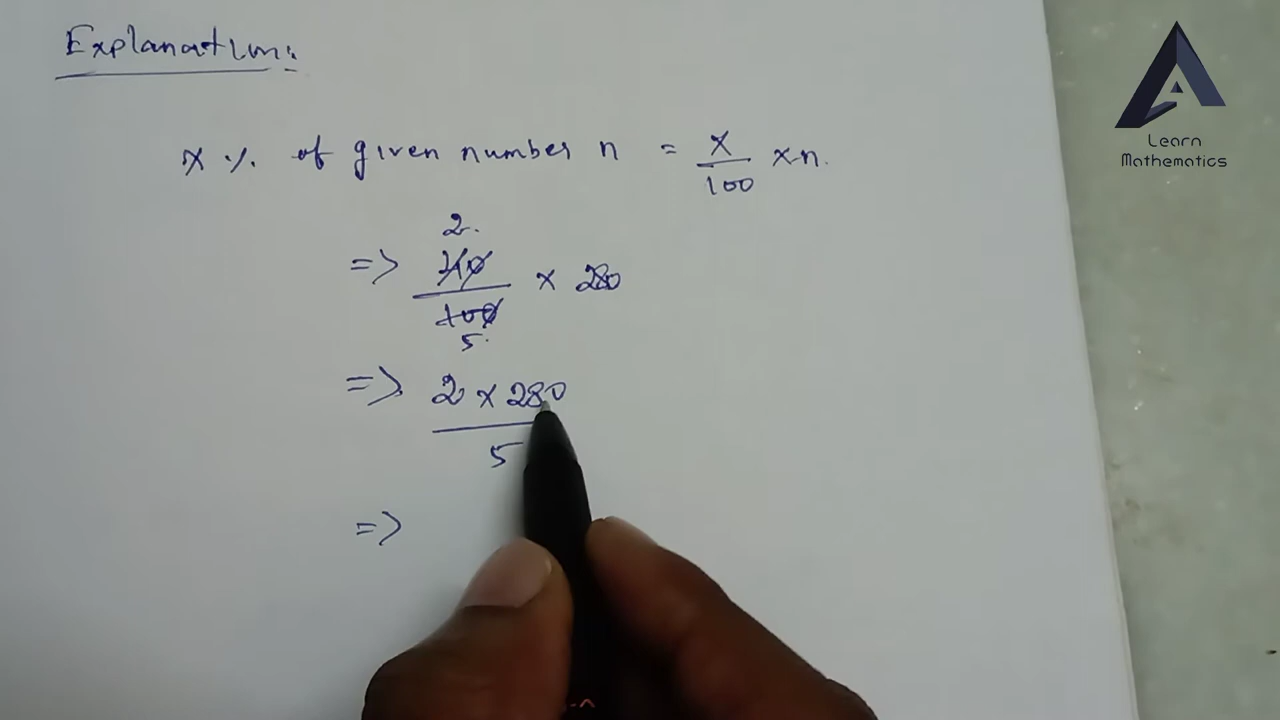 Explanation:
x % of given number n = x/100 x n.
2.
=> 40/100 x 280
5.
=> 2 x 280/5
=>
Learn
Mathematics